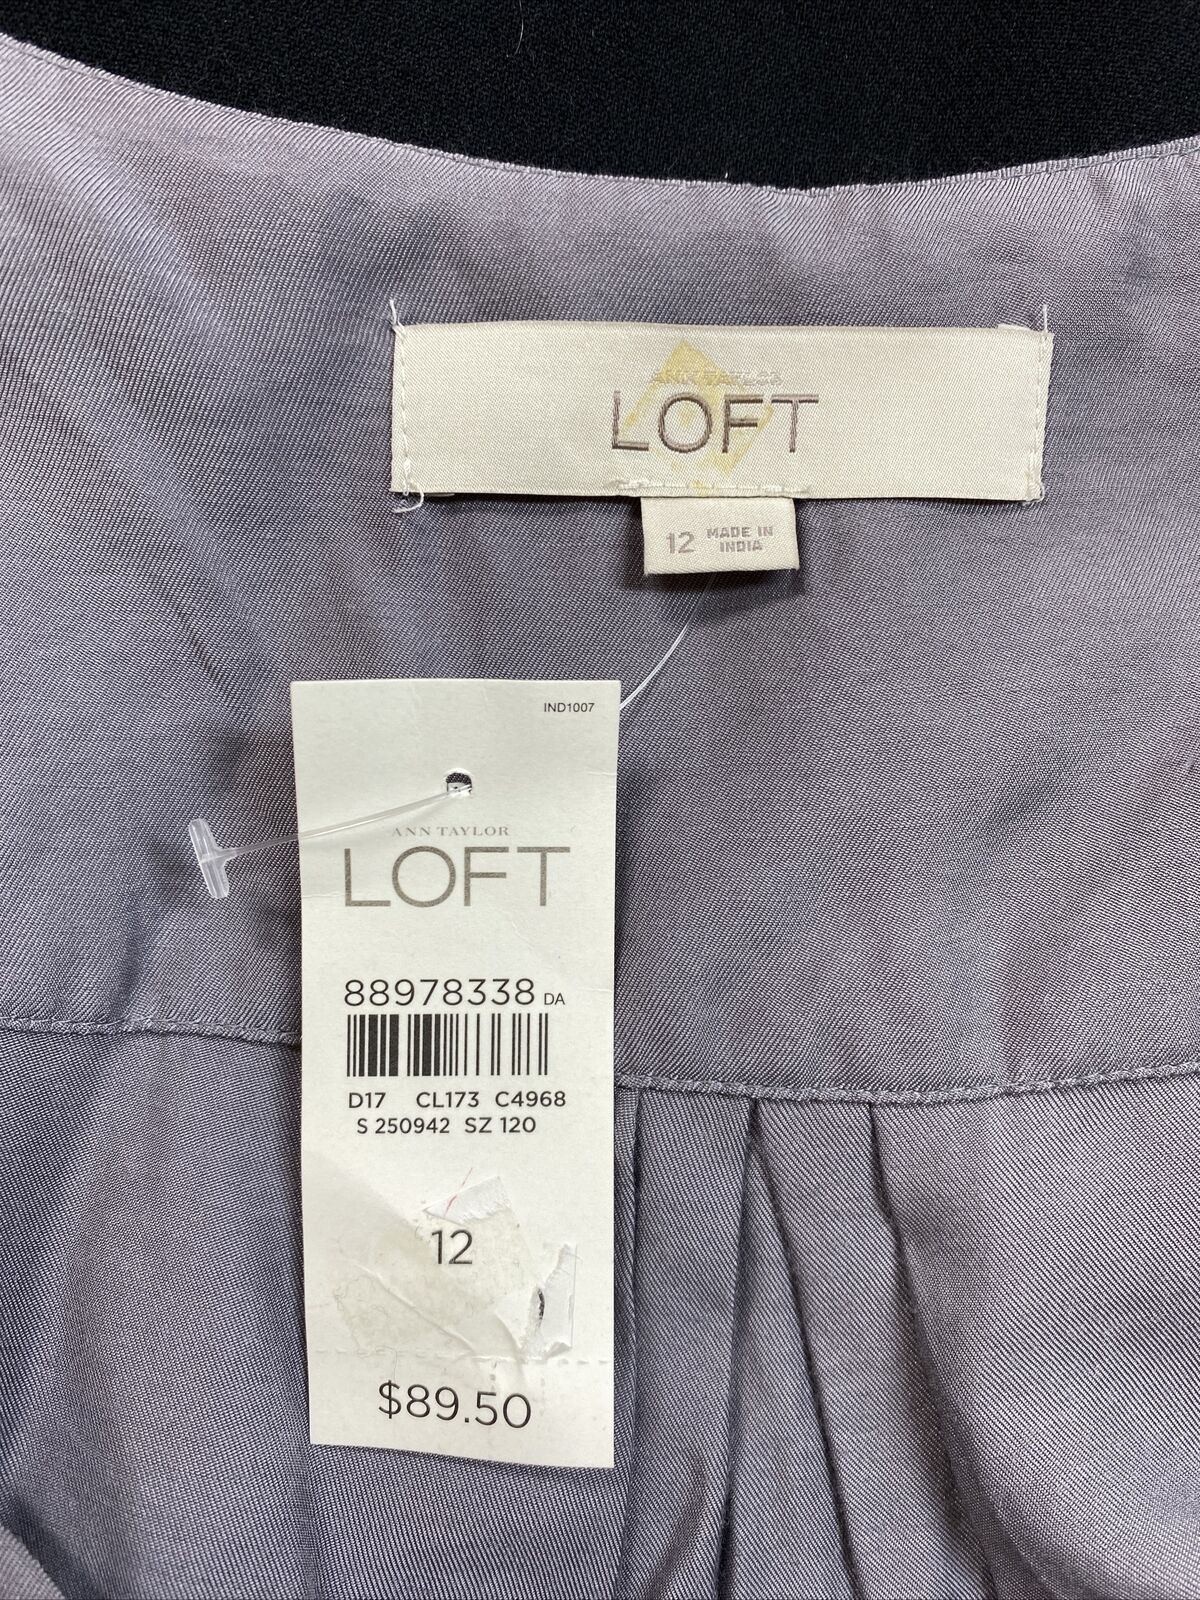 ANN TAYLOR
LOFT
12 MADE IN
INDIA
IND1007
ANN TAYLOR
LOFT
88978338 DA
D17 CL173 C4968
S 250942 SZ 120
12
$89.50